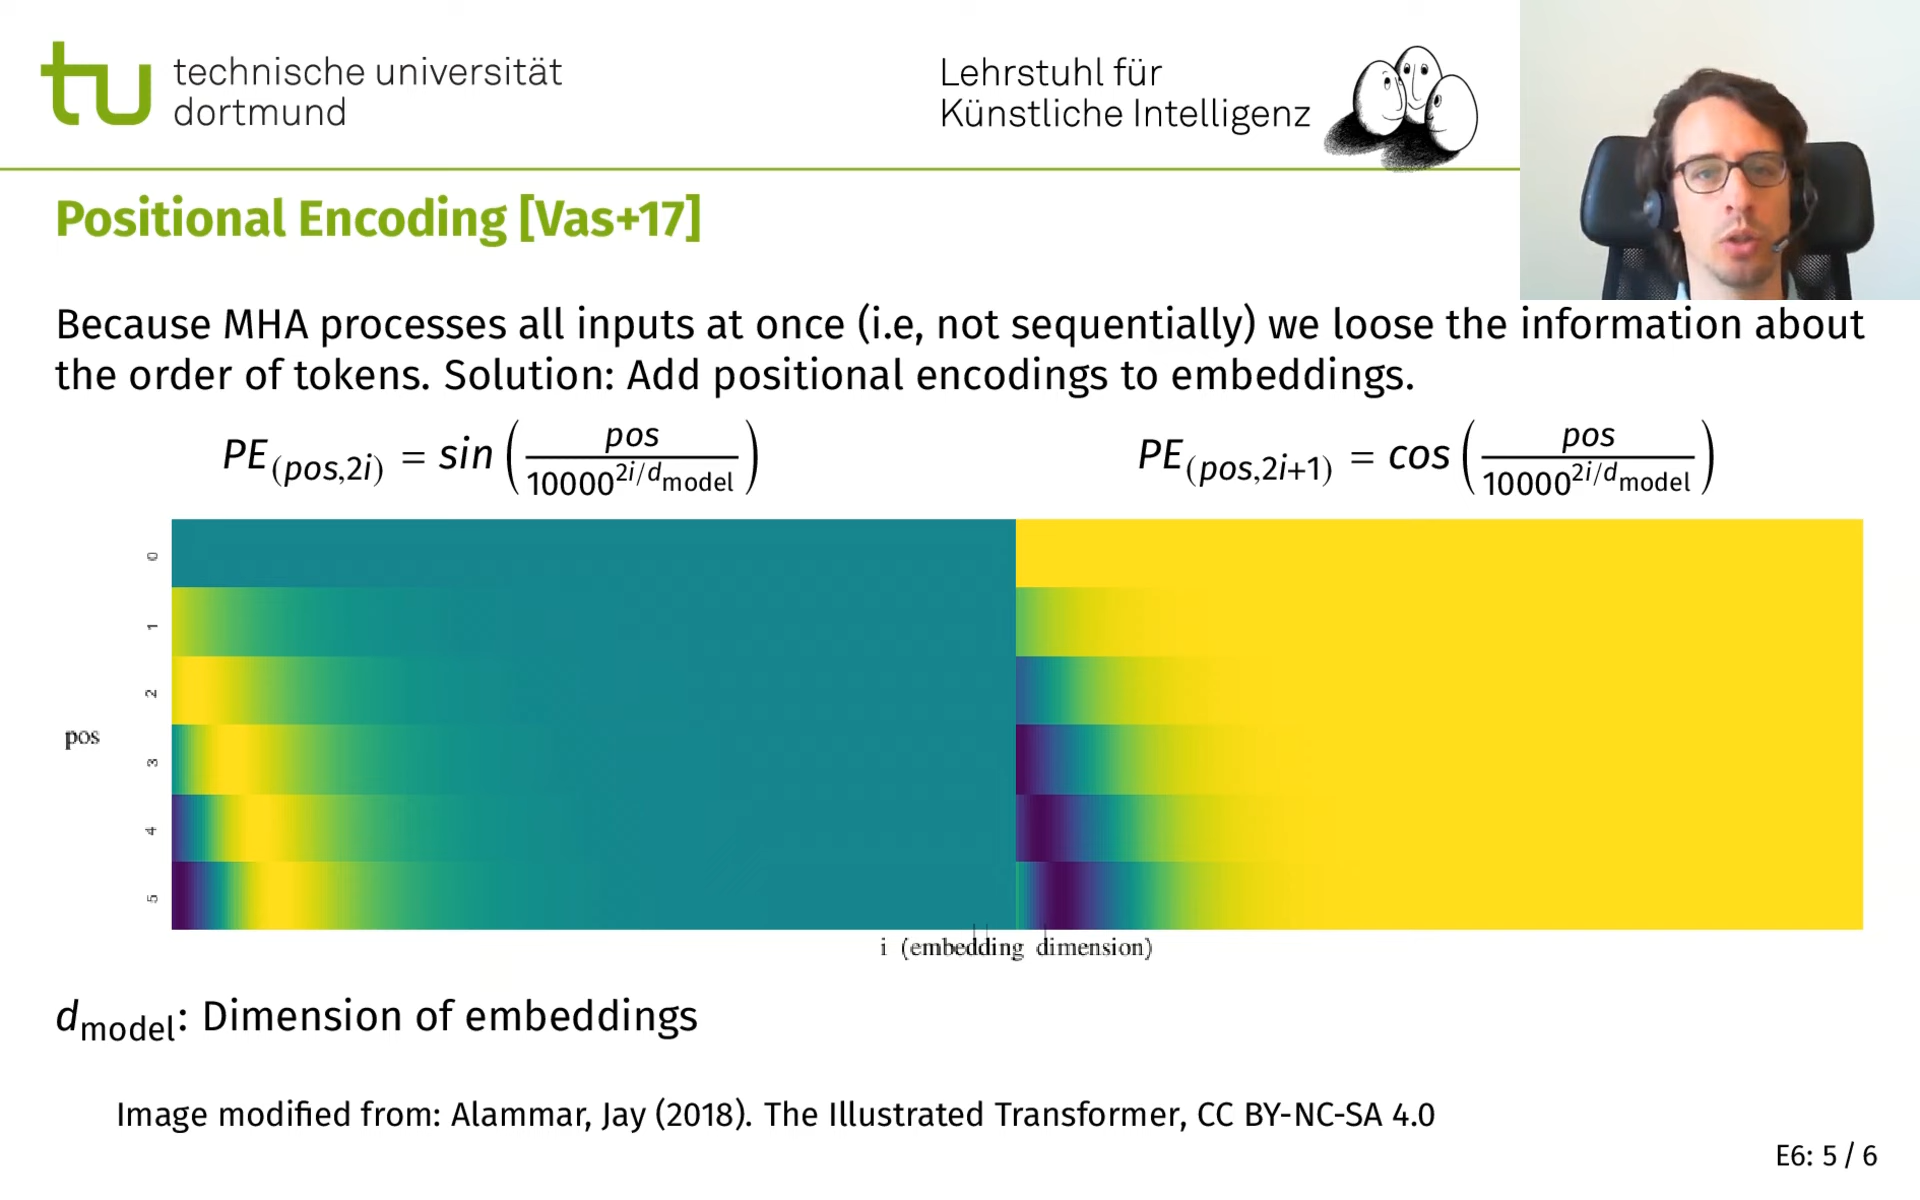 technische universität
dortmund
Lehrstuhl für
Künstliche Intelligenz
Positional Encoding [Vas+17]
Because MHA processes all inputs at once (i.e, not sequentially) we loose the information about
the order of tokens. Solution: Add positional encodings to embeddings.
PE_(pos,2i) = sin(pos / 10000^(2i/d_model))
PE_(pos,2i+1) = cos(pos / 10000^(2i/d_model))
0
1
2
pos
3
4
5
i (embedding dimension)
d_model: Dimension of embeddings
Image modified from: Alammar, Jay (2018). The Illustrated Transformer, CC BY-NC-SA 4.0
E6: 5 / 6